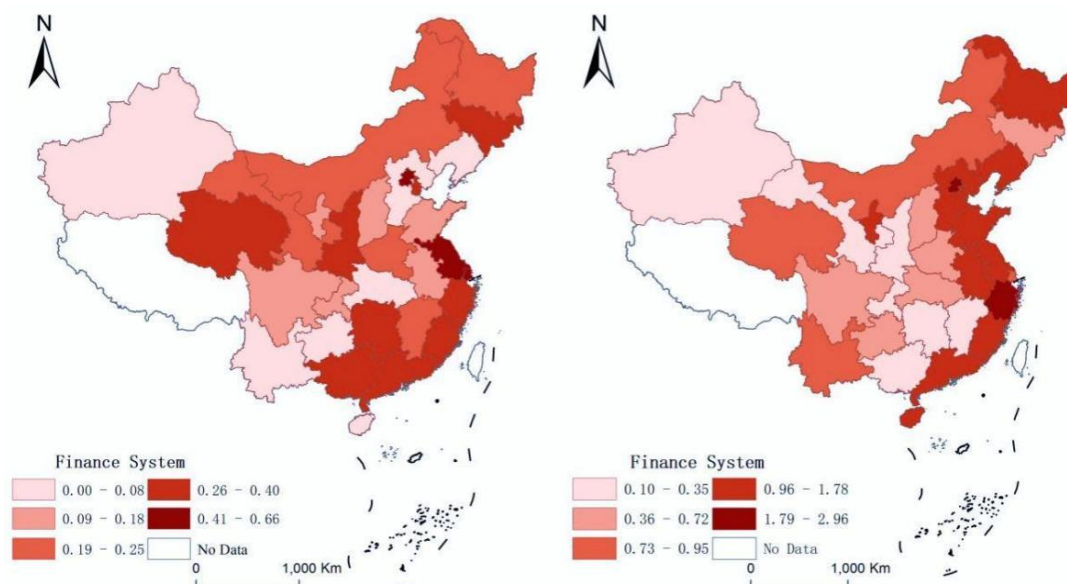 N
Finance System
0.00 - 0.08
0.26 - 0.40
0.09 - 0.18
0.41 - 0.66
0.19 - 0.25
No Data
0
1,000 Km
N
Finance System
0.10 - 0.35
0.96 - 1.78
0.36 - 0.72
1.79 - 2.96
0.73 - 0.95
No Data
0
1,000 Km